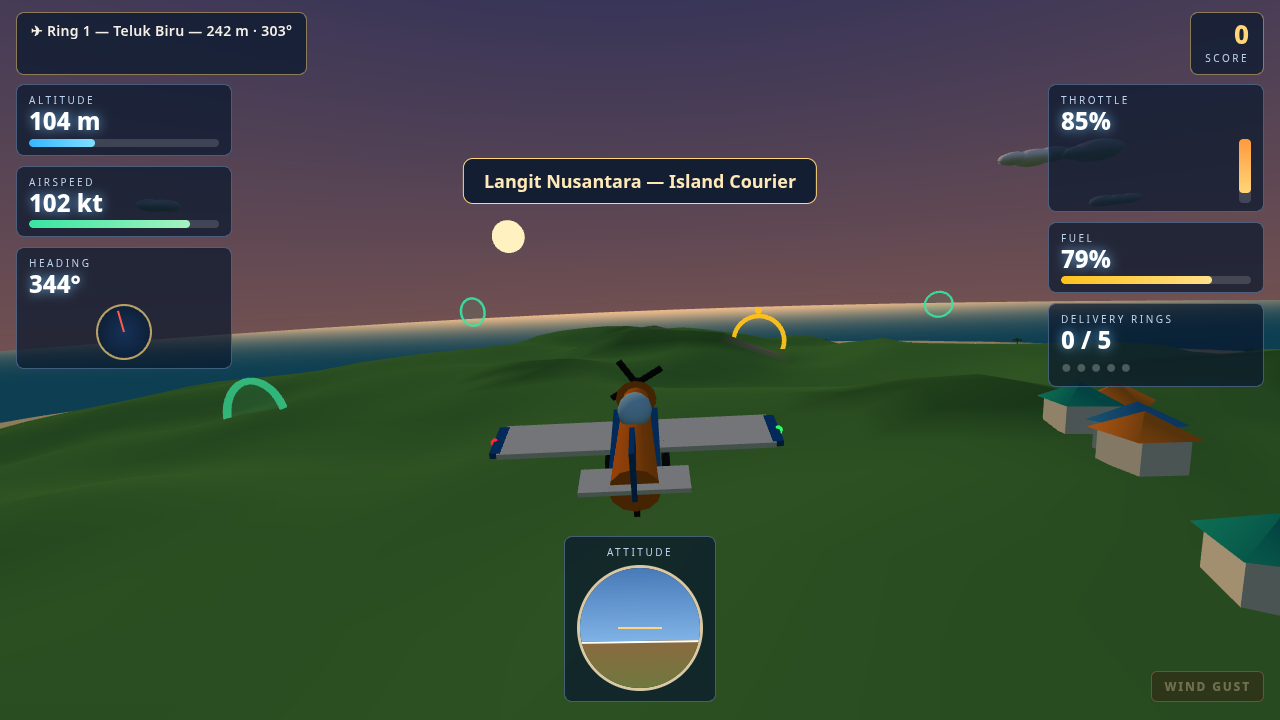 ✈ Ring 1 — Teluk Biru — 242 m · 303°
0
SCORE
ALTITUDE
104 m
AIRSPEED
102 kt
HEADING
344°
Langit Nusantara — Island Courier
THROTTLE
85%
FUEL
79%
DELIVERY RINGS
0 / 5
ATTITUDE
WIND GUST